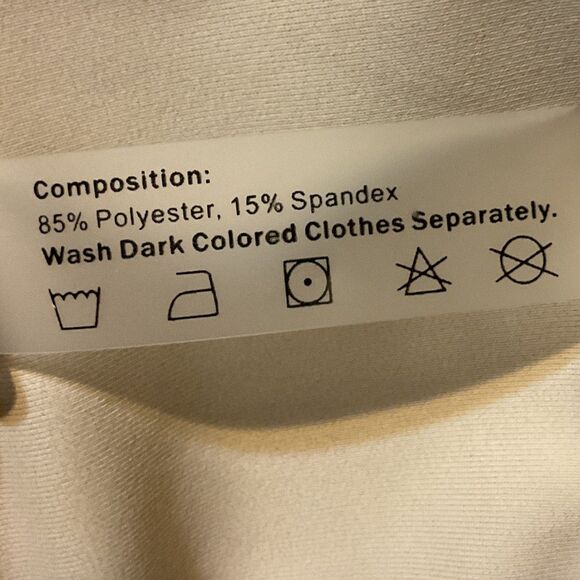 Composition:
85% Polyester, 15% Spandex
Wash Dark Colored Clothes Separately.